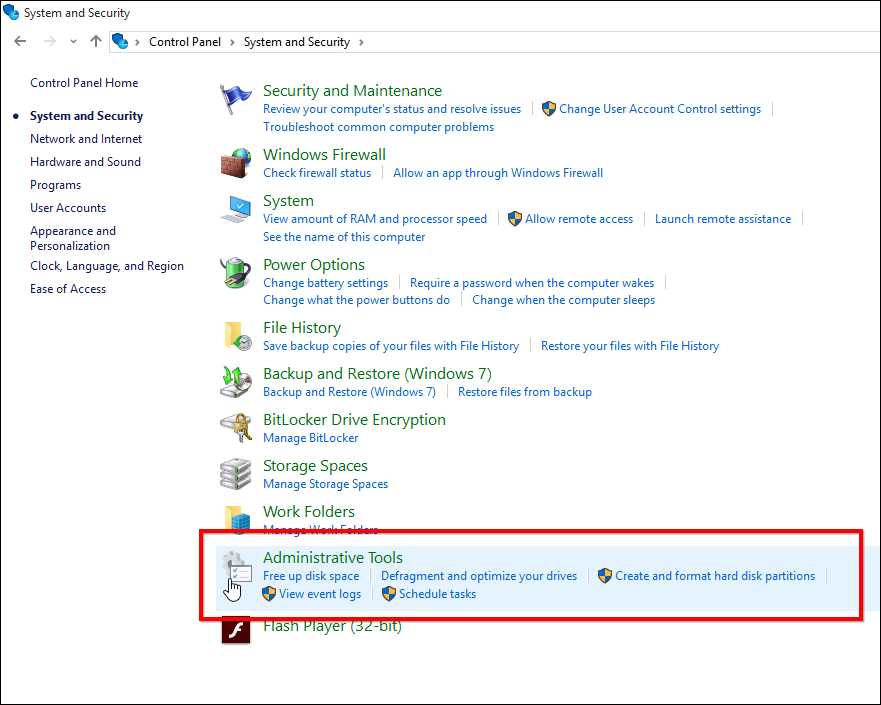 System and Security
Control Panel System and Security
Control Panel Home
System and Security
Network and Internet
Hardware and Sound
Programs
User Accounts
Appearance and
Personalization
Clock, Language, and Region
Ease of Access
Security and Maintenance
Review your computer's status and resolve issues Change User Account Control settings
Troubleshoot common computer problems
Windows Firewall
Check firewall status Allow an app through Windows Firewall
System
View amount of RAM and processor speed Allow remote access Launch remote assistance
See the name of this computer
Power Options
Change battery settings Require a password when the computer wakes
Change what the power buttons do Change when the computer sleeps
File History
Save backup copies of your files with File History Restore your files with File History
Backup and Restore (Windows 7)
Backup and Restore (Windows 7) Restore files from backup
BitLocker Drive Encryption
Manage BitLocker
Storage Spaces
Manage Storage Spaces
Work Folders
Manage Work Folders
Administrative Tools
Free up disk space Defragment and optimize your drives Create and format hard disk partitions
View event logs Schedule tasks
Flash Player (32-bit)